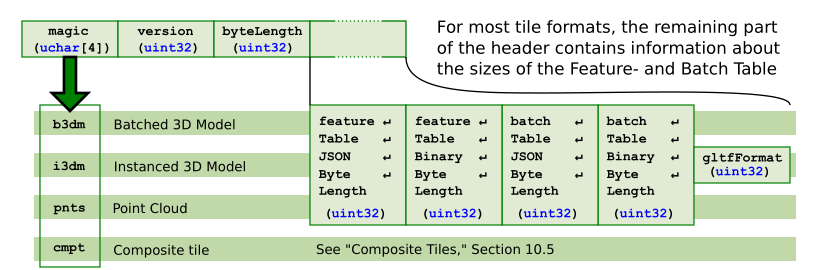 magic
(uchar[4])
version
(uint32)
byteLength
(uint32)
For most tile formats, the remaining part
of the header contains information about
the sizes of the Feature- and Batch Table
b3dm Batched 3D Model
i3dm Instanced 3D Model
pnts Point Cloud
cmpt Composite tile
feature ↵
Table ↵
JSON ↵
Byte ↵
Length
(uint32)
feature ↵
Table ↵
Binary ↵
Byte ↵
Length
(uint32)
batch ↵
Table ↵
JSON ↵
Byte ↵
Length
(uint32)
batch ↵
Table ↵
Binary ↵
Byte ↵
Length
(uint32)
gltfFormat
(uint32)
See "Composite Tiles," Section 10.5